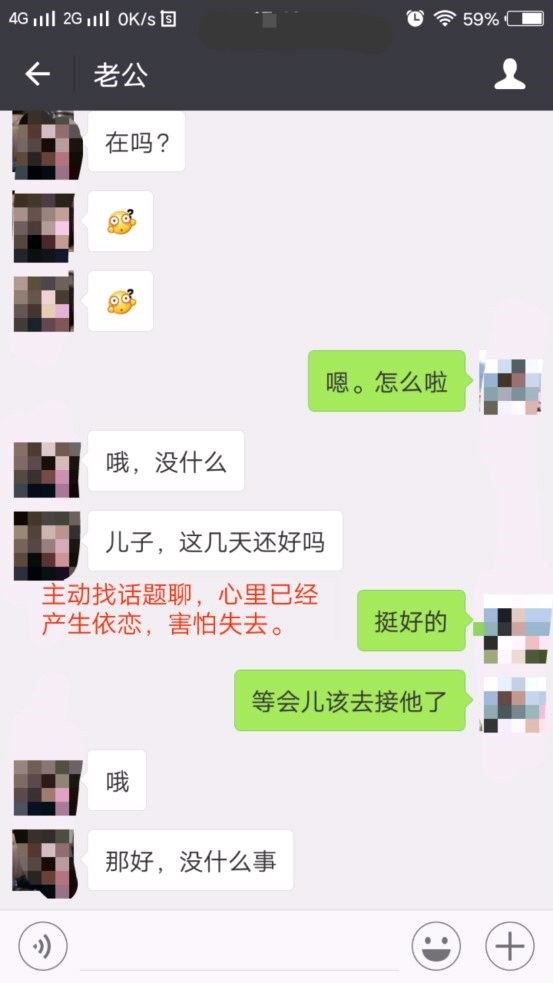 4G 2G 0K/s 59%
老公
在吗?
嗯。怎么啦
哦，没什么
儿子，这几天还好吗
主动找话题聊，心里已经
产生依恋，害怕失去。
挺好的
等会儿该去接他了
哦
那好，没什么事